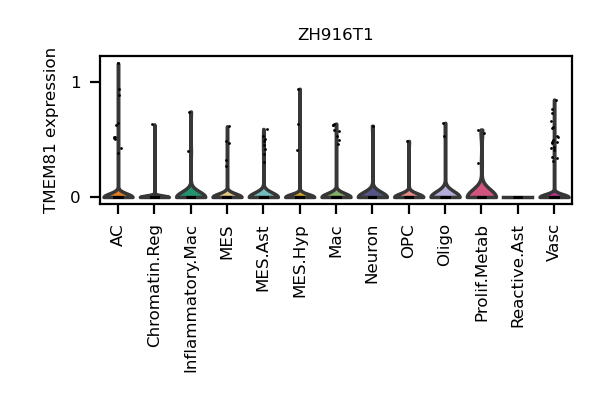 ZH916T1
TMEM81 expression
1
0
AC
Chromatin.Reg
Inflammatory.Mac
MES
MES.Ast
MES.Hyp
Mac
Neuron
OPC
Oligo
Prolif.Metab
Reactive.Ast
Vasc